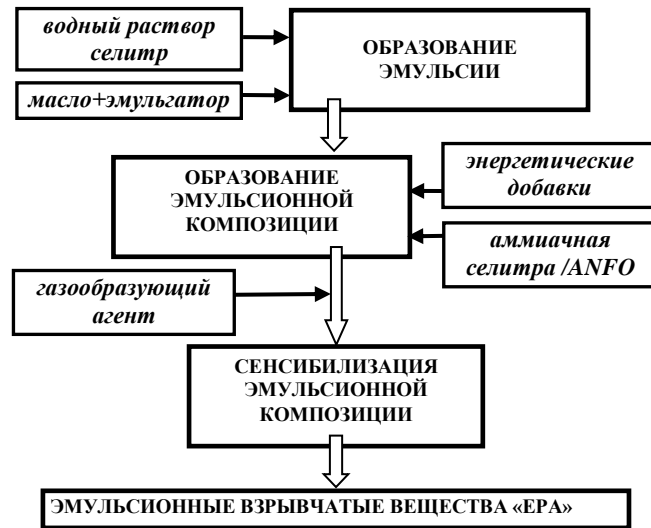 водный раствор
селитр
ОБРАЗОВАНИЕ
ЭМУЛЬСИИ
масло+эмульгатор
ОБРАЗОВАНИЕ
ЭМУЛЬСИОННОЙ
КОМПОЗИЦИИ
энергетические
добавки
аммиачная
селитра /ANFO
газообразующий
агент
СЕНСИБИЛИЗАЦИЯ
ЭМУЛЬСИОННОЙ
КОМПОЗИЦИИ
ЭМУЛЬСИОННЫЕ ВЗРЫВЧАТЫЕ ВЕЩЕСТВА «ЕРА»